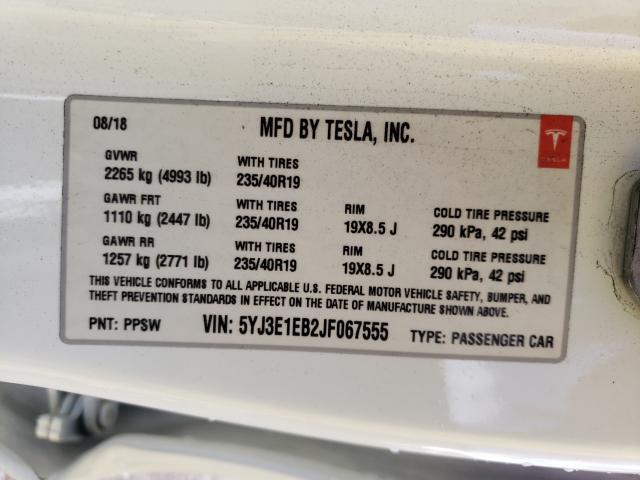 08/18 MFD BY TESLA, INC.
TESLA
GVWR WITH TIRES
2265 kg (4993 lb) 235/40R19
GAWR FRT WITH TIRES RIM COLD TIRE PRESSURE
1110 kg (2447 lb) 235/40R19 19X8.5 J 290 kPa, 42 psi
GAWR RR WITH TIRES RIM COLD TIRE PRESSURE
1257 kg (2771 lb) 235/40R19 19X8.5 J 290 kPa, 42 psi
THIS VEHICLE CONFORMS TO ALL APPLICABLE U.S. FEDERAL MOTOR VEHICLE SAFETY, BUMPER, AND
THEFT PREVENTION STANDARDS IN EFFECT ON THE DATE OF MANUFACTURE SHOWN ABOVE.
PNT: PPSW VIN: 5YJ3E1EB2JF067555 TYPE: PASSENGER CAR